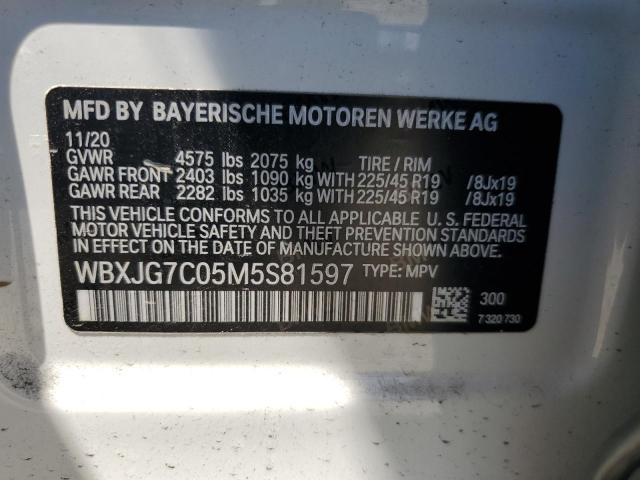 MFD BY BAYERISCHE MOTOREN WERKE AG
11/20
GVWR 4575 lbs 2075 kg TIRE / RIM
GAWR FRONT 2403 lbs 1090 kg WITH 225/45 R19 /8Jx19
GAWR REAR 2282 lbs 1035 kg WITH 225/45 R19 /8Jx19
THIS VEHICLE CONFORMS TO ALL APPLICABLE U. S. FEDERAL
MOTOR VEHICLE SAFETY AND THEFT PREVENTION STANDARDS
IN EFFECT ON THE DATE OF MANUFACTURE SHOWN ABOVE.
WBXJG7C05M5S81597 TYPE: MPV
300
7 320 730